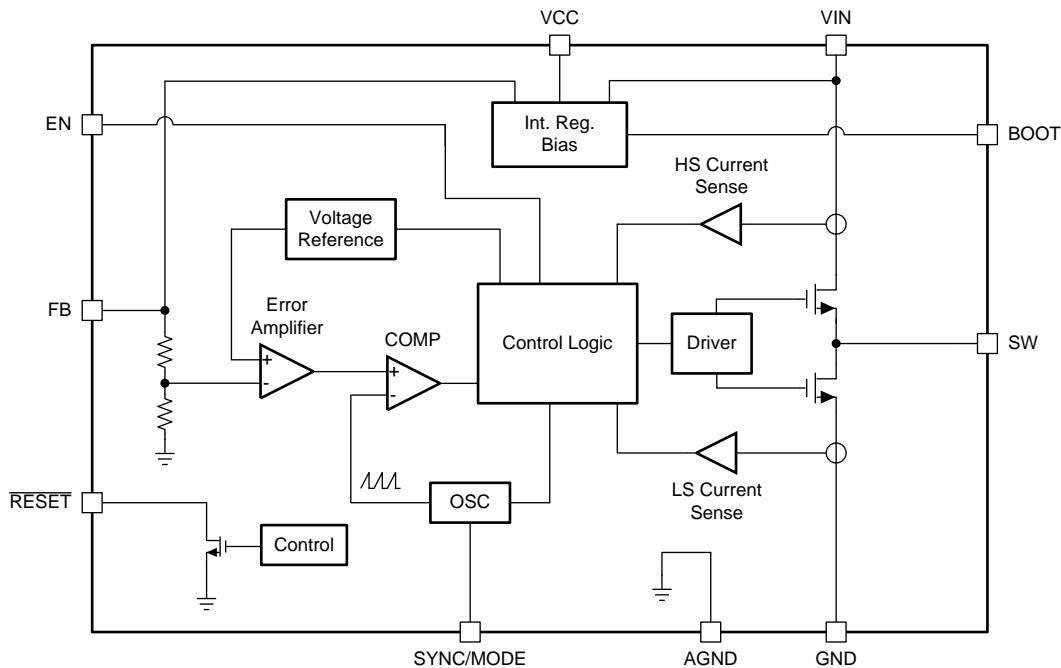 VCC
VIN
EN
Int. Reg.
Bias
BOOT
HS Current
Sense
Voltage
Reference
FB
Error
Amplifier
COMP
Control Logic
Driver
SW
+
-
+
-
RESET
OSC
LS Current
Sense
Control
SYNC/MODE
AGND
GND